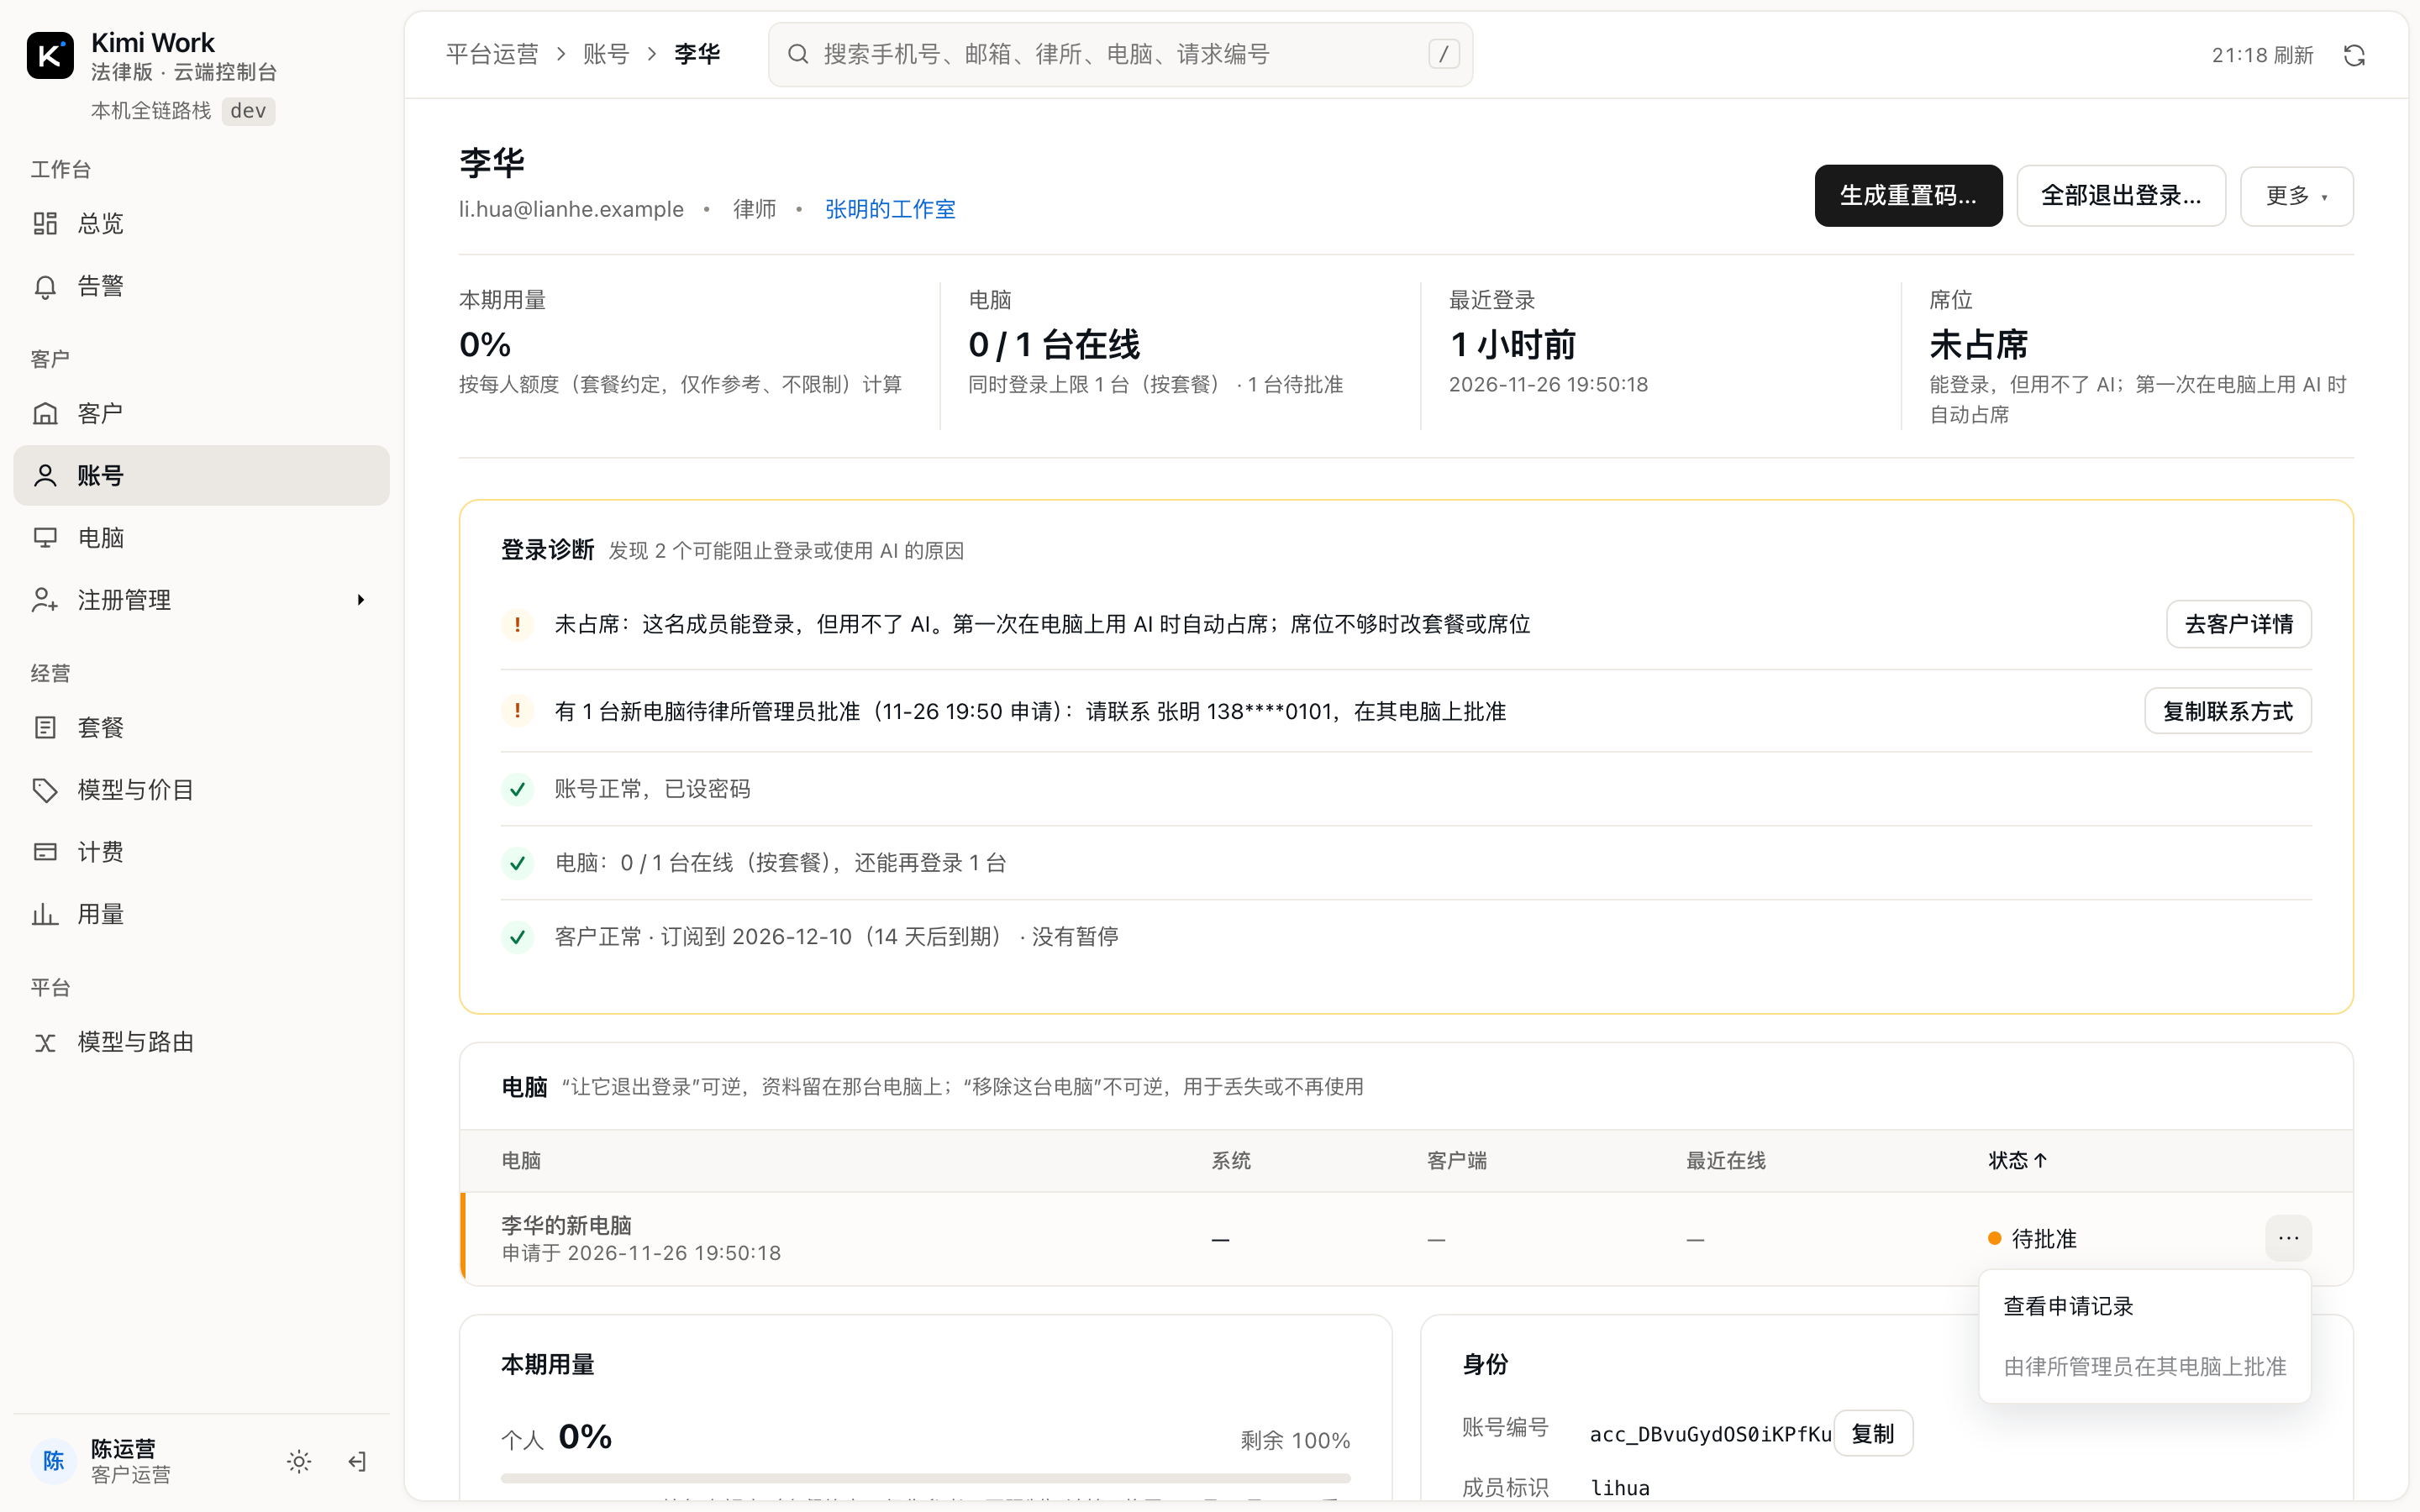 Kimi Work
法律版 · 云端控制台
本机全链路栈 dev
工作台
总览
告警
客户
客户
账号
电脑
注册管理
经营
套餐
模型与价目
计费
用量
平台
模型与路由
陈 陈运营
客户运营
平台运营 > 账号 > 李华
搜索手机号、邮箱、律所、电脑、请求编号 /
21:18 刷新
李华
li.hua@lianhe.example • 律师 • 张明的工作室
生成重置码... 全部退出登录... 更多
本期用量
0%
按每人额度（套餐约定，仅作参考、不限制）计算
电脑
0 / 1 台在线
同时登录上限 1 台（按套餐） · 1 台待批准
最近登录
1 小时前
2026-11-26 19:50:18
席位
未占席
能登录，但用不了 AI；第一次在电脑上用 AI 时
自动占席
登录诊断 发现 2 个可能阻止登录或使用 AI 的原因
! 未占席：这名成员能登录，但用不了 AI。第一次在电脑上用 AI 时自动占席；席位不够时改套餐或席位 去客户详情
! 有 1 台新电脑待律所管理员批准（11-26 19:50 申请）：请联系 张明 138****0101，在其电脑上批准 复制联系方式
账号正常，已设密码
电脑：0 / 1 台在线（按套餐），还能再登录 1 台
客户正常 · 订阅到 2026-12-10（14 天后到期） · 没有暂停
电脑 “让它退出登录”可逆，资料留在那台电脑上；“移除这台电脑”不可逆，用于丢失或不再使用
电脑 系统 客户端 最近在线 状态 ↑
李华的新电脑
申请于 2026-11-26 19:50:18
— — — 待批准 ...
查看申请记录
由律所管理员在其电脑上批准
本期用量
个人 0% 剩余 100%
身份
账号编号 acc_DBvuGydOS0iKPfKu 复制
成员标识 lihua